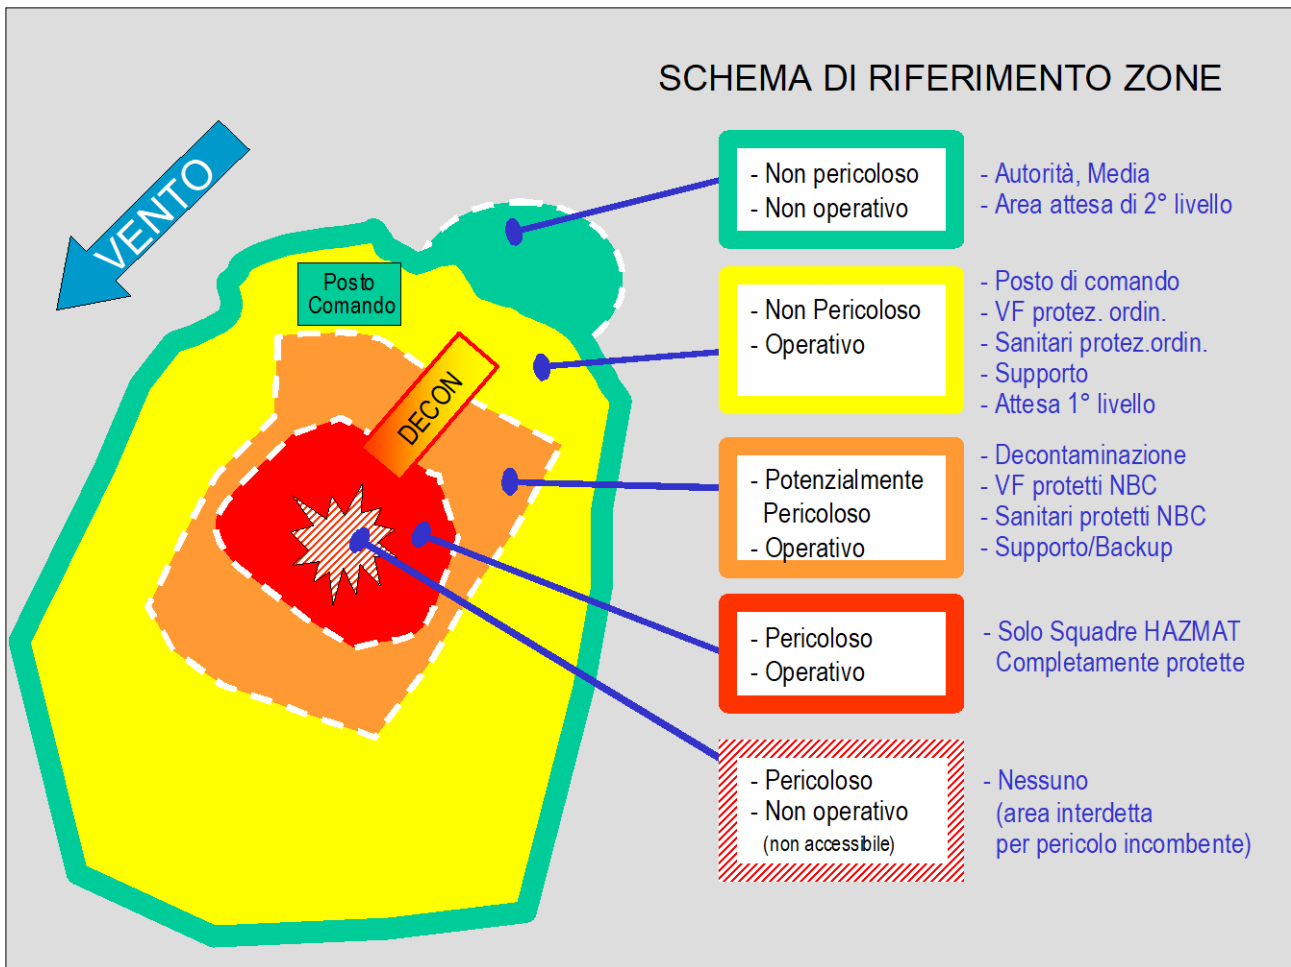 SCHEMA DI RIFERIMENTO ZONE
VENTO
Posto
Comando
DECON
- Non pericoloso
- Non operativo
- Autorità, Media
- Area attesa di 2° livello
- Non Pericoloso
- Operativo
- Posto di comando
- VF protez. ordin.
- Sanitari protez.ordin.
- Supporto
- Attesa 1° livello
- Potenzialmente
Pericoloso
- Operativo
- Decontaminazione
- VF protetti NBC
- Sanitari protetti NBC
- Supporto/Backup
- Pericoloso
- Operativo
- Solo Squadre HAZMAT
Completamente protette
- Pericoloso
- Non operativo
(non accessibile)
- Nessuno
(area interdetta
per pericolo incombente)